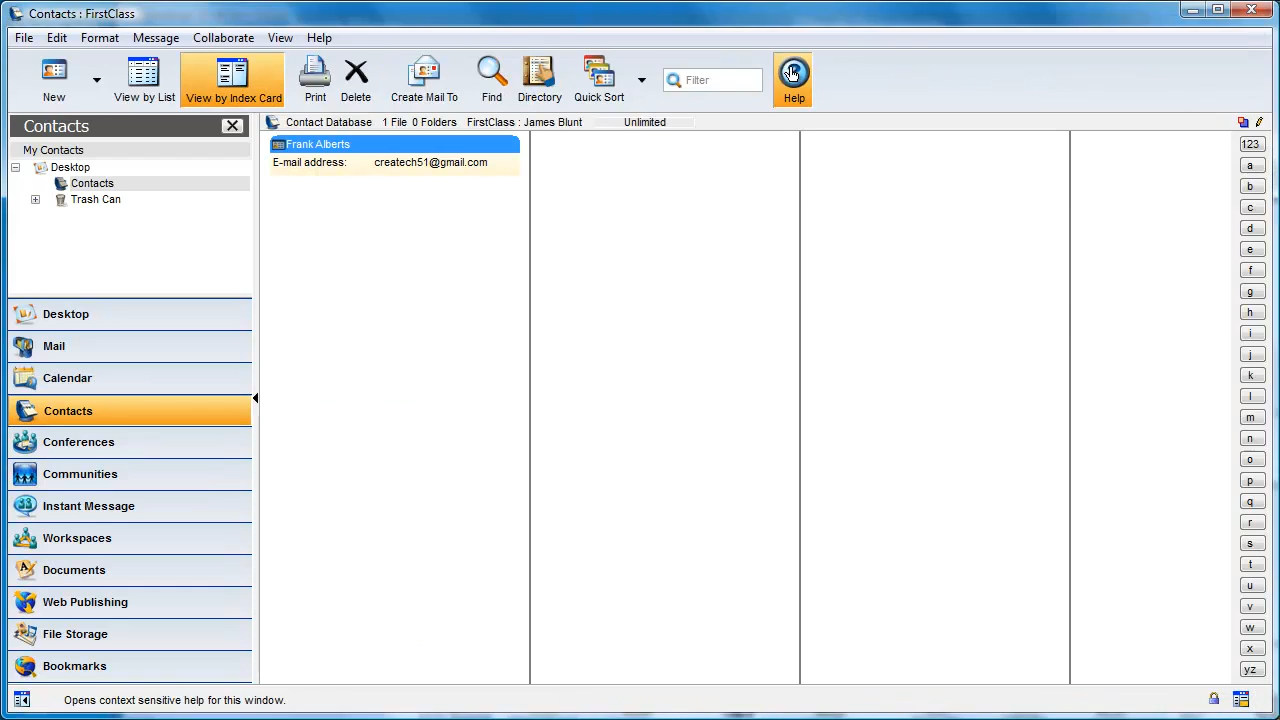 Contacts : FirstClass
File Edit Format Message Collaborate View Help
New View by List View by Index Card Print Delete Create Mail To Find Directory Quick Sort Filter Help
Contacts
Contact Database 1 File 0 Folders FirstClass : James Blunt Unlimited
My Contacts
Desktop
Contacts
Trash Can
Frank Alberts
E-mail address: createch51@gmail.com
Desktop
Mail
Calendar
Contacts
Conferences
Communities
Instant Message
Workspaces
Documents
Web Publishing
File Storage
Bookmarks
123
a
b
c
d
e
f
g
h
i
j
k
l
m
n
o
p
q
r
s
t
u
v
w
x
yz
Opens context sensitive help for this window.